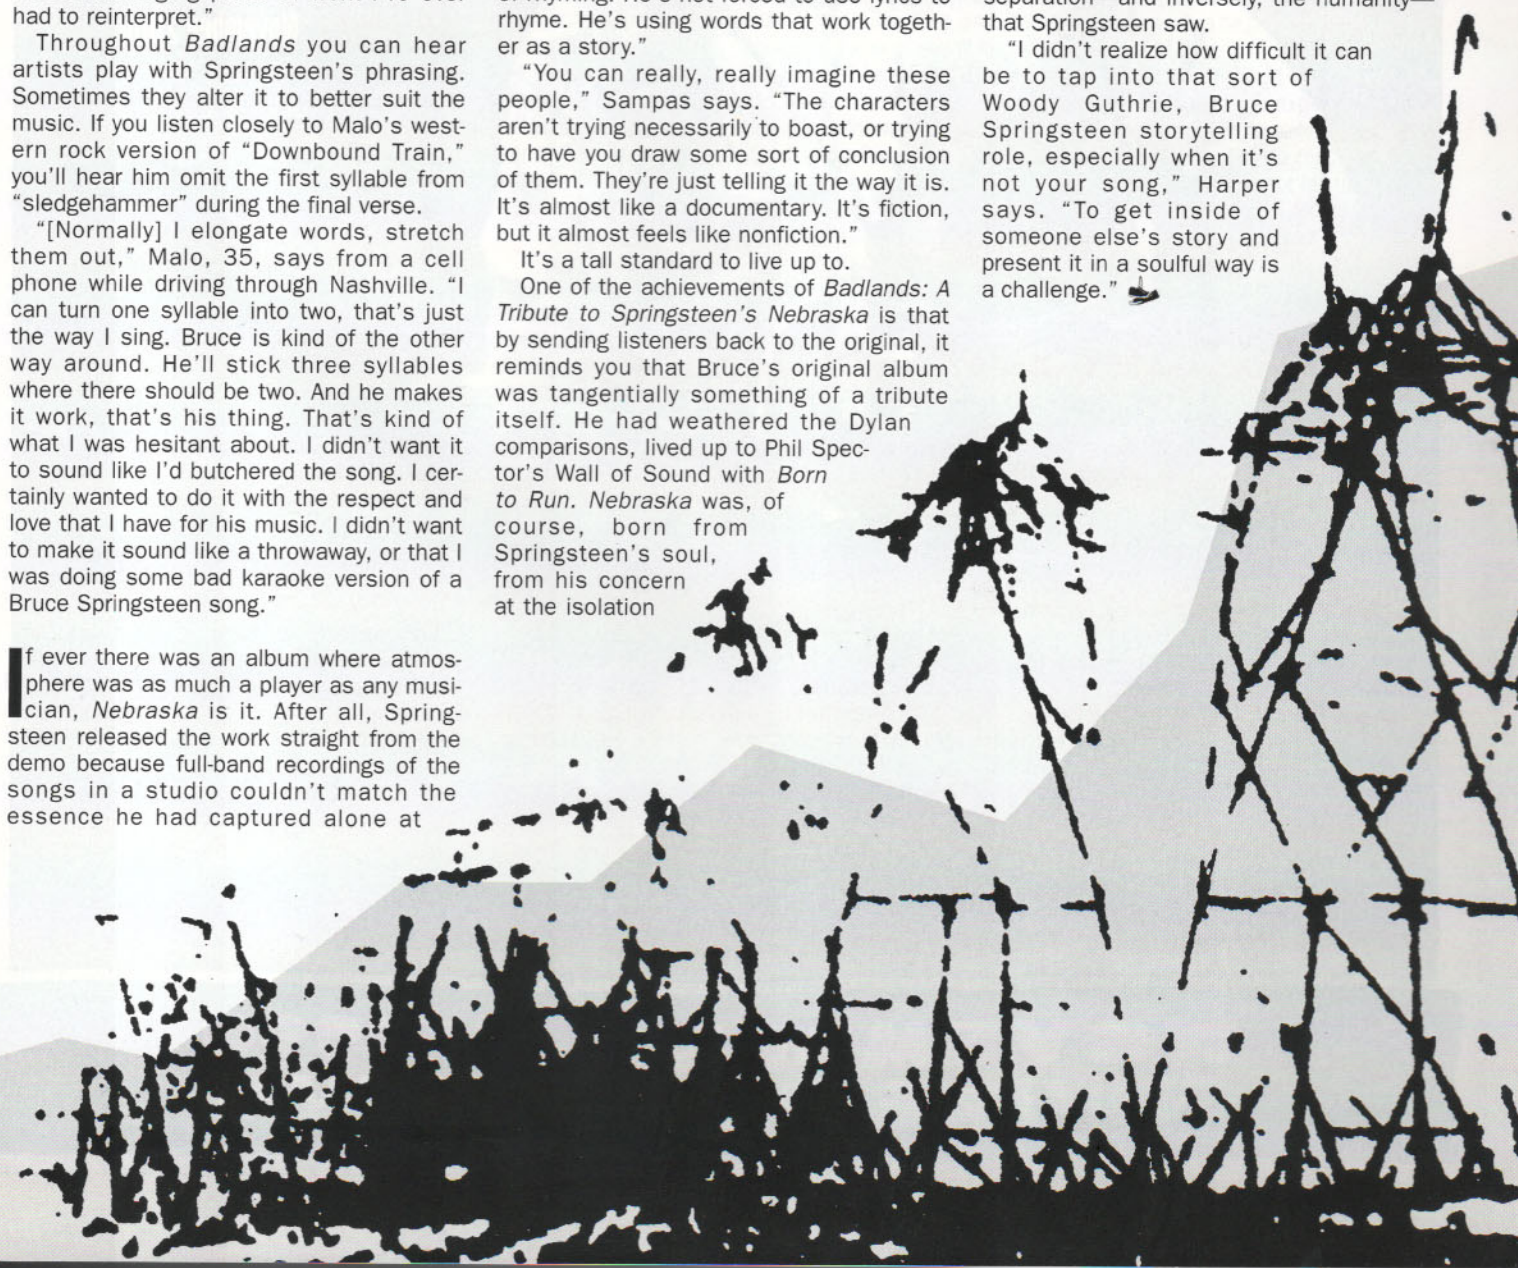 had to reinterpret."
Throughout Badlands you can hear
artists play with Springsteen's phrasing.
Sometimes they alter it to better suit the
music. If you listen closely to Malo's west-
ern rock version of "Downbound Train,"
you'll hear him omit the first syllable from
"sledgehammer" during the final verse.
"[Normally] I elongate words, stretch
them out," Malo, 35, says from a cell
phone while driving through Nashville. "I
can turn one syllable into two, that's just
the way I sing. Bruce is kind of the other
way around. He'll stick three syllables
where there should be two. And he makes
it work, that's his thing. That's kind of
what I was hesitant about. I didn't want it
to sound like I'd butchered the song. I cer-
tainly wanted to do it with the respect and
love that I have for his music. I didn't want
to make it sound like a throwaway, or that I
was doing some bad karaoke version of a
Bruce Springsteen song."
If ever there was an album where atmos-
phere was as much a player as any musi-
cian, Nebraska is it. After all, Spring-
steen released the work straight from the
demo because full-band recordings of the
songs in a studio couldn't match the
essence he had captured alone at
rhyme. He's using words that work togeth-
er as a story."
"You can really, really imagine these
people," Sampas says. "The characters
aren't trying necessarily to boast, or trying
to have you draw some sort of conclusion
of them. They're just telling it the way it is.
It's almost like a documentary. It's fiction,
but it almost feels like nonfiction."
It's a tall standard to live up to.
One of the achievements of Badlands: A
Tribute to Springsteen's Nebraska is that
by sending listeners back to the original, it
reminds you that Bruce's original album
was tangentially something of a tribute
itself. He had weathered the Dylan
comparisons, lived up to Phil Spec-
tor's Wall of Sound with Born
to Run. Nebraska was, of
course, born from
Springsteen's soul,
from his concern
at the isolation
that Springsteen saw.
"I didn't realize how difficult it can
be to tap into that sort of
Woody Guthrie, Bruce
Springsteen storytelling
role, especially when it's
not your song," Harper
says. "To get inside of
someone else's story and
present it in a soulful way is
a challenge."